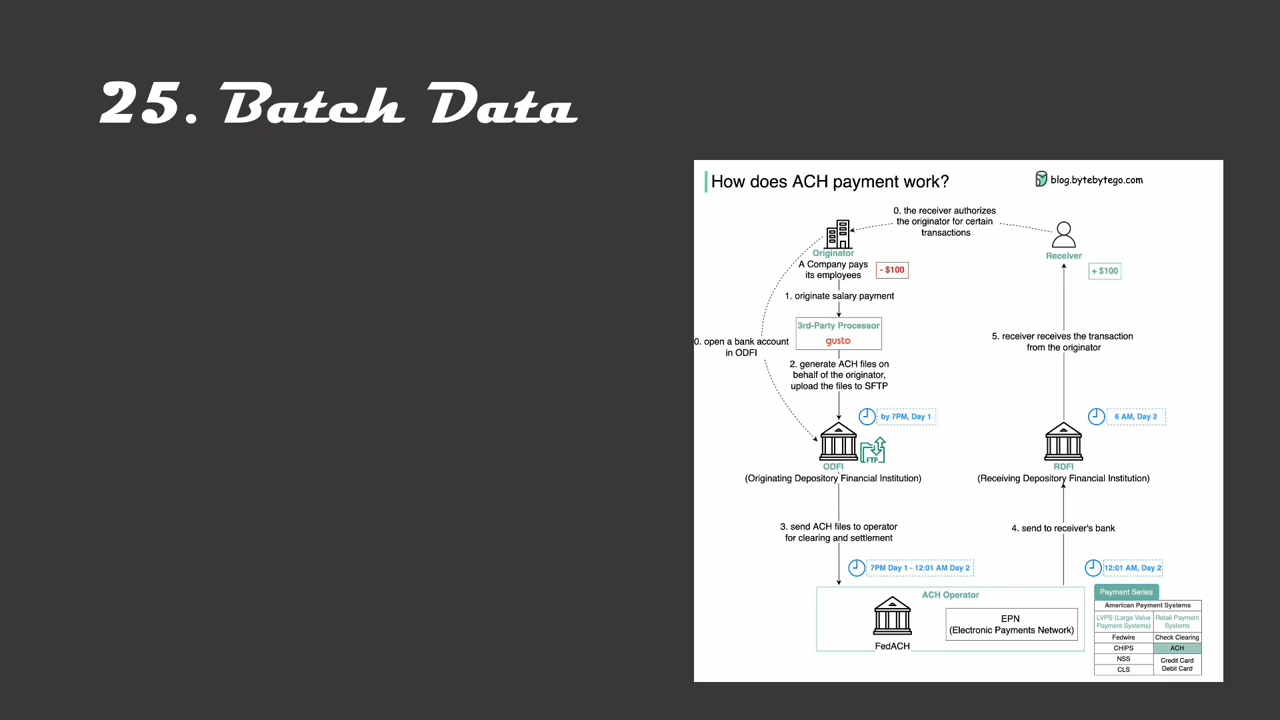 25. Batch Data
How does ACH payment work?
blog.bytebytego.com
0. the receiver authorizes
the originator for certain
transactions
Originator
A Company pays
its employees
- $100
Receiver
+ $100
1. originate salary payment
3rd-Party Processor
gusto
0. open a bank account
in ODFI
2. generate ACH files on
behalf of the originator,
upload the files to SFTP
5. receiver receives the transaction
from the originator
by 7PM, Day 1
6 AM, Day 2
FTP
ODFI
(Originating Depository Financial Institution)
RDFI
(Receiving Depository Financial Institution)
3. send ACH files to operator
for clearing and settlement
4. send to receiver's bank
7PM Day 1 - 12:01 AM Day 2
12:01 AM, Day 2
ACH Operator
FedACH
EPN
(Electronic Payments Network)
Payment Series
American Payment Systems
LVPS (Large Value
Payment Systems)
Retail Payment
Systems
Fedwire
Check Clearing
CHIPS
ACH
NSS
CLS
Credit Card
Debit Card